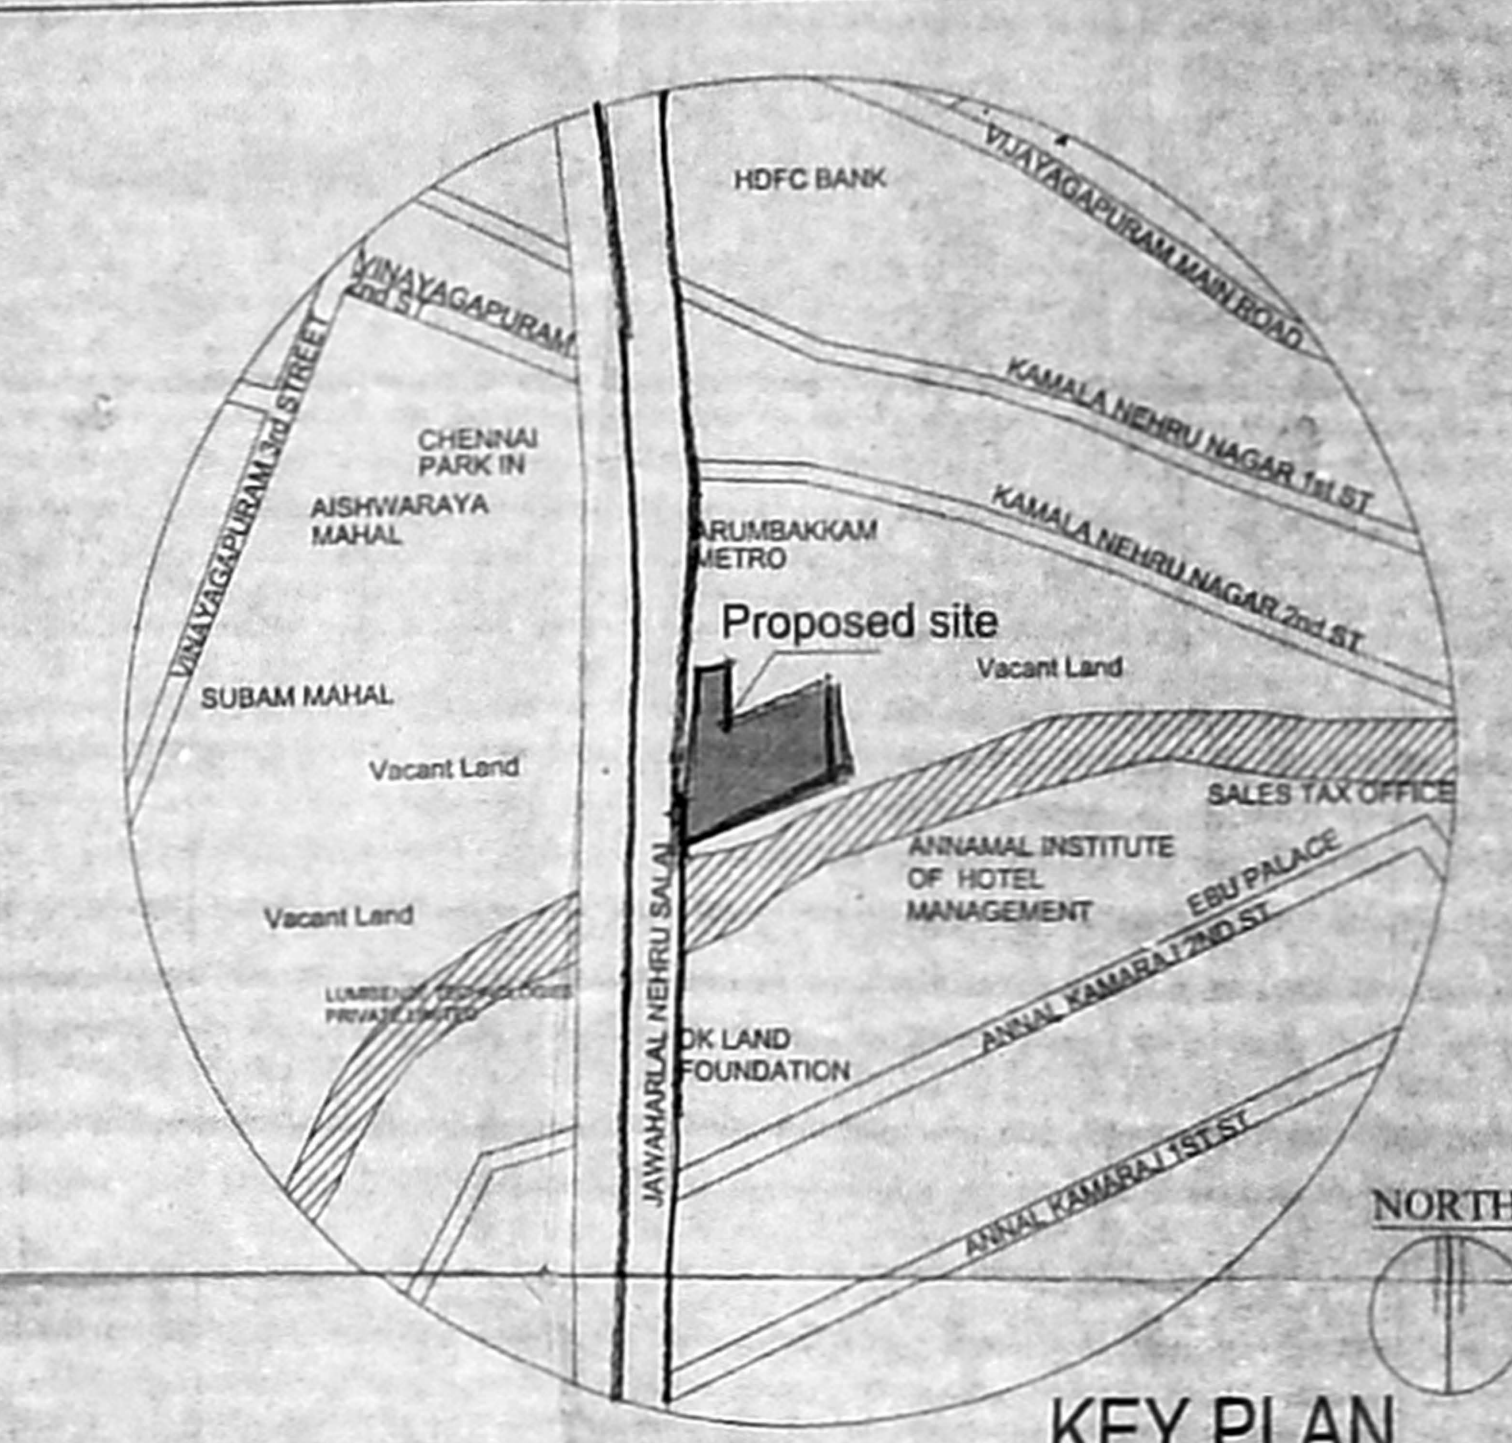 HDFC BANK
VIJAYAGAPURAM MAIN ROAD
VINAYAGAPURAM
2nd ST
VINAYAGAPURAM 3rd STREET
KAMALA NEHRU NAGAR 1st ST
CHENNAI
PARK IN
AISHWARAYA
MAHAL
KAMALA NEHRU NAGAR 2nd ST
ARUMBAKKAM
METRO
Proposed site
Vacant Land
SUBAM MAHAL
Vacant Land
SALES TAX OFFICE
ANNAMAL INSTITUTE
OF HOTEL
MANAGEMENT
EBU PALACE
ANNAL KAMARAJ 2ND ST
Vacant Land
PRIVATE LIMITED
JAWAHARLAL NEHRU SALAI
OK LAND
FOUNDATION
ANNAL KAMARAJ 1ST ST
NORTH
KEY PLAN